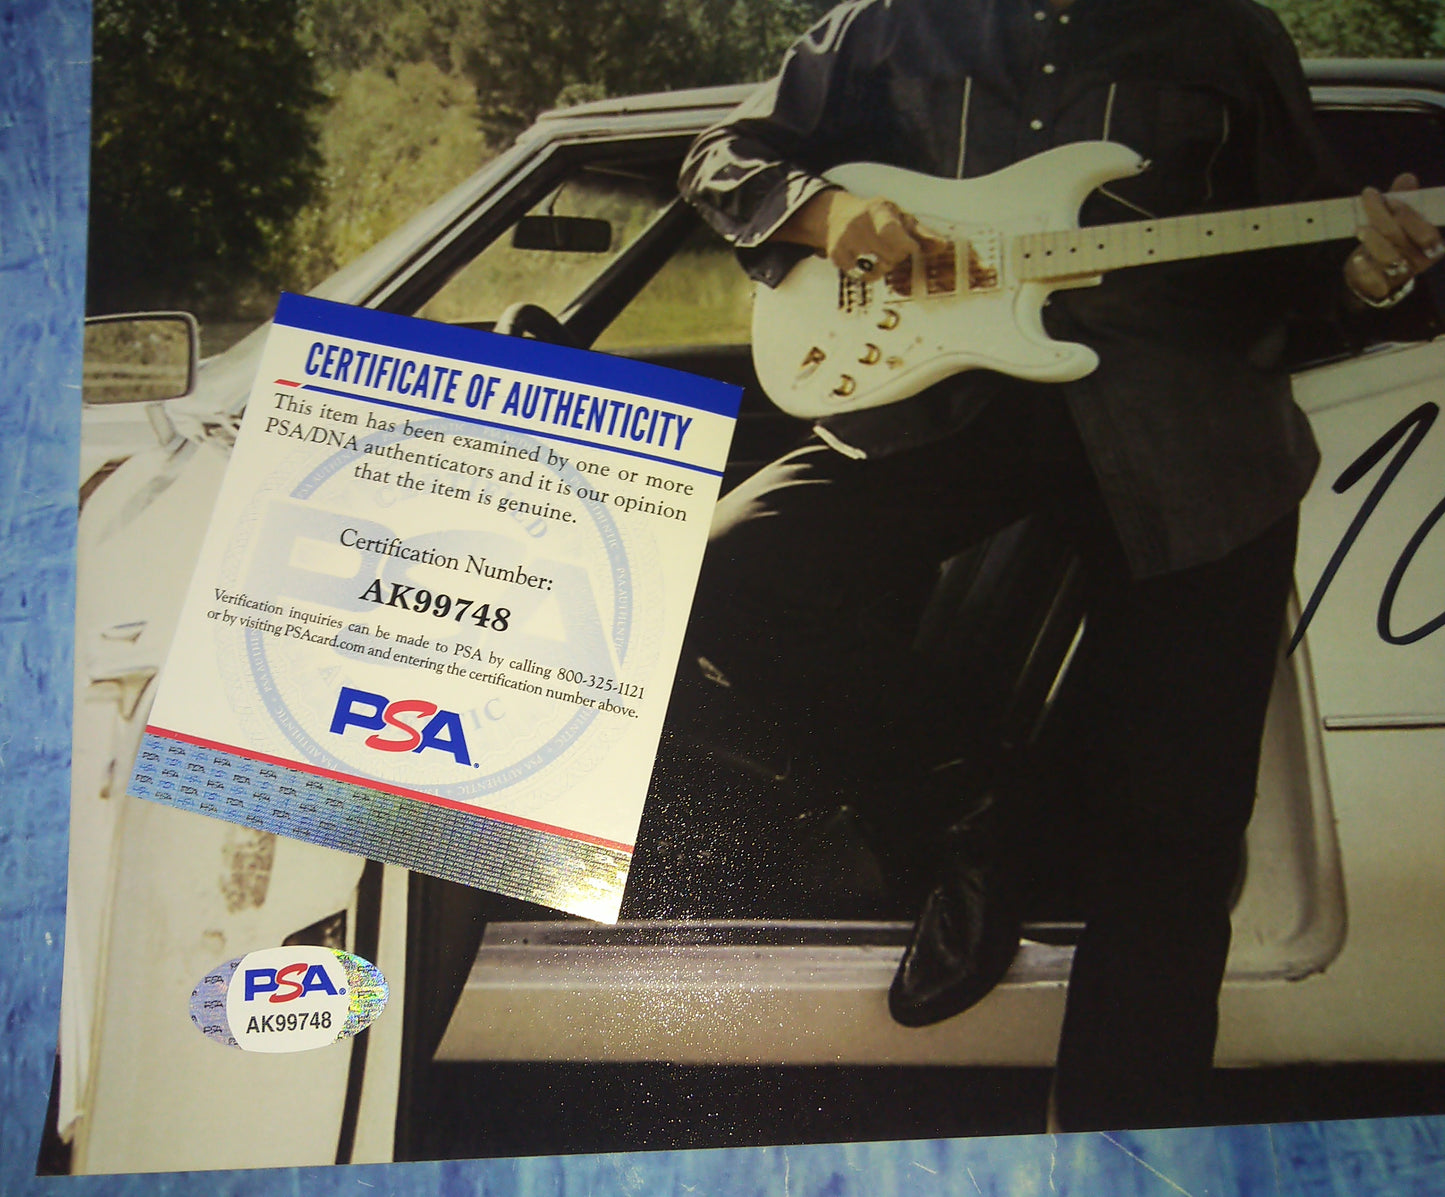 CERTIFICATE OF AUTHENTICITY
This item has been examined by one or more
PSA/DNA authenticators and it is our opinion
that the item is genuine.
Certification Number:
AK99748
Verification inquiries can be made to PSA by calling 800-325-1121
or by visiting PSAcard.com and entering the certification number above.
PSA
PSA
AK99748